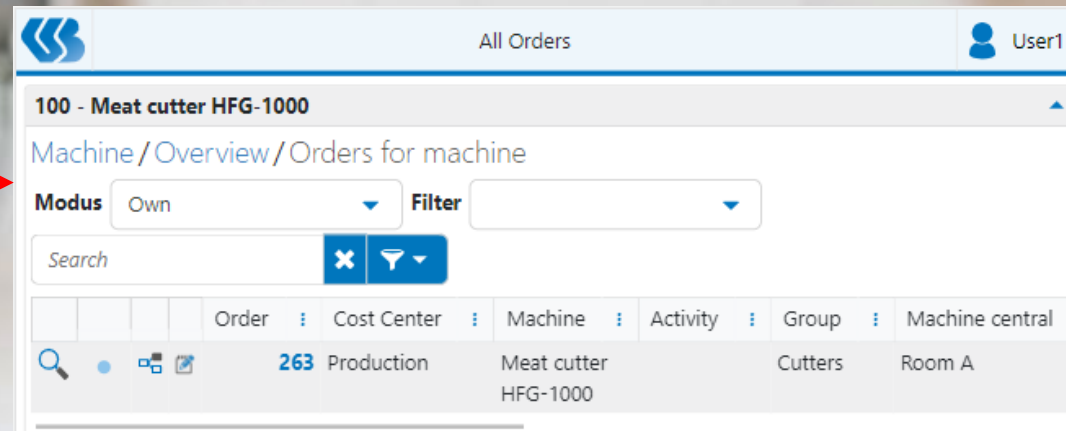 All Orders
User1
100 - Meat cutter HFG-1000
Machine / Overview / Orders for machine
Modus Own Filter
Search
Order Cost Center Machine Activity Group Machine central
263 Production Meat cutter Cutters Room A
HFG-1000